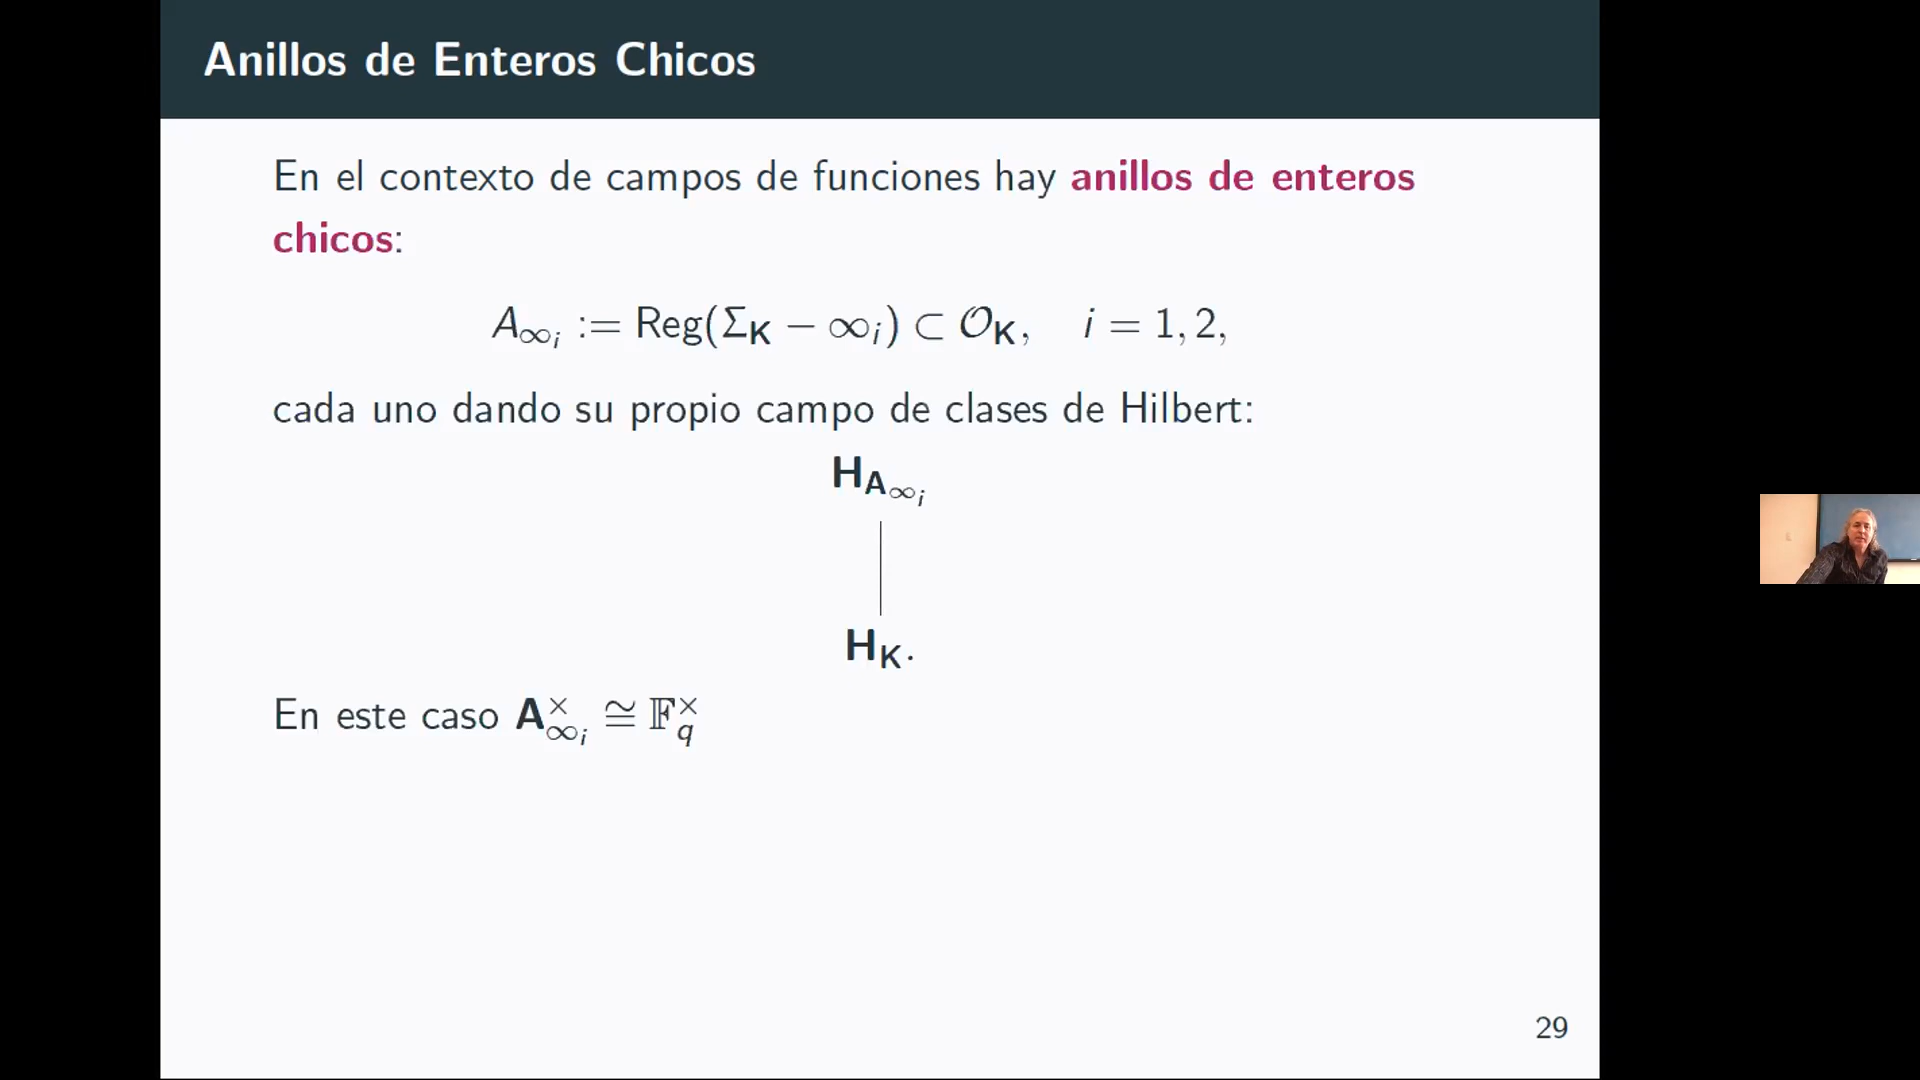 Anillos de Enteros Chicos
En el contexto de campos de funciones hay anillos de enteros
chicos:
A_{∞_i} := Reg(Σ_K − ∞_i) ⊂ 𝒪_K, i = 1, 2,
cada uno dando su propio campo de clases de Hilbert:
H_{A_{∞_i}}
H_K.
En este caso A^×_{∞_i} ≅ 𝔽^×_q
29